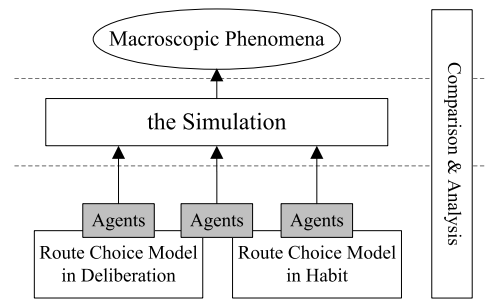 Macroscopic Phenomena
the Simulation
Agents
Agents
Agents
Route Choice Model
in Deliberation
Route Choice Model
in Habit
Comparison & Analysis